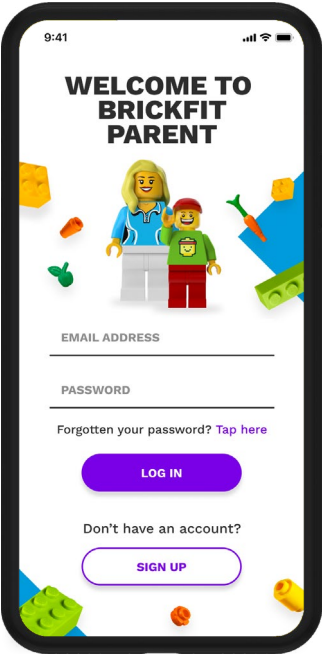 9:41
WELCOME TO
BRICKFIT
PARENT
EMAIL ADDRESS
PASSWORD
Forgotten your password? Tap here
LOG IN
Don’t have an account?
SIGN UP